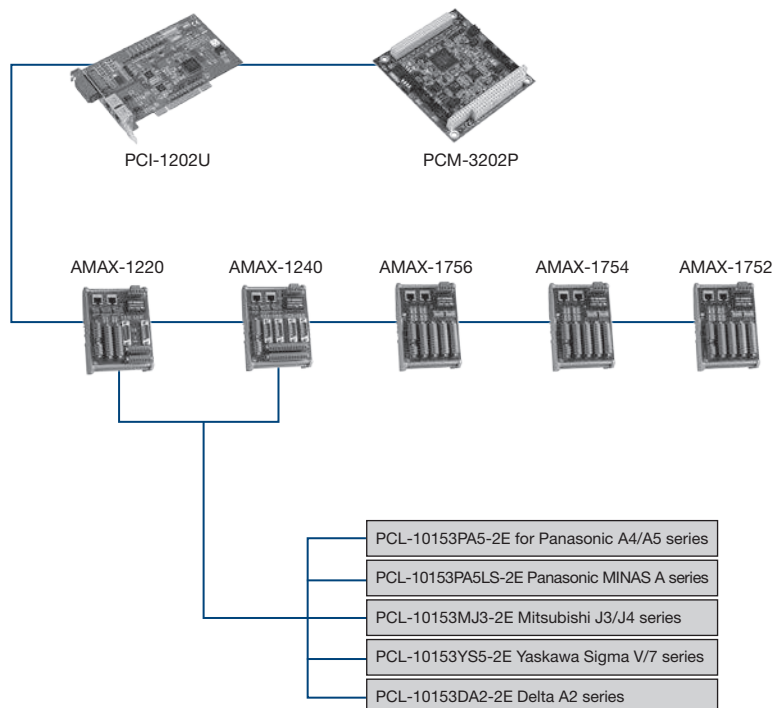 PCI-1202U
PCM-3202P
AMAX-1220
AMAX-1240
AMAX-1756
AMAX-1754
AMAX-1752
PCL-10153PA5-2E for Panasonic A4/A5 series
PCL-10153PA5LS-2E Panasonic MINAS A series
PCL-10153MJ3-2E Mitsubishi J3/J4 series
PCL-10153YS5-2E Yaskawa Sigma V/7 series
PCL-10153DA2-2E Delta A2 series